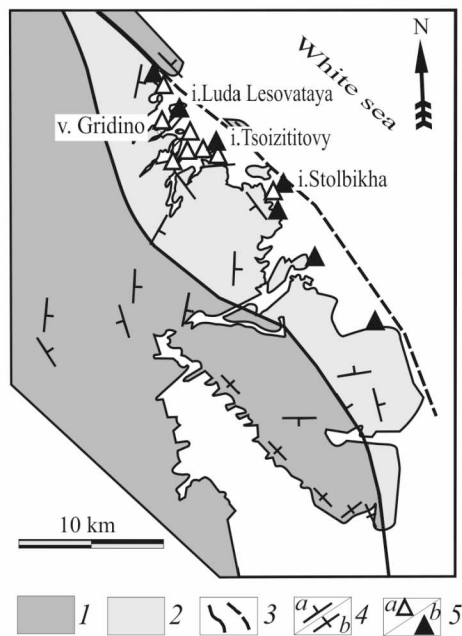 N
White sea
i.Luda Lesovataya
v. Gridino
i.Tsoizititovy
i.Stolbikha
10 km
1 2 3 a b 4 a b 5